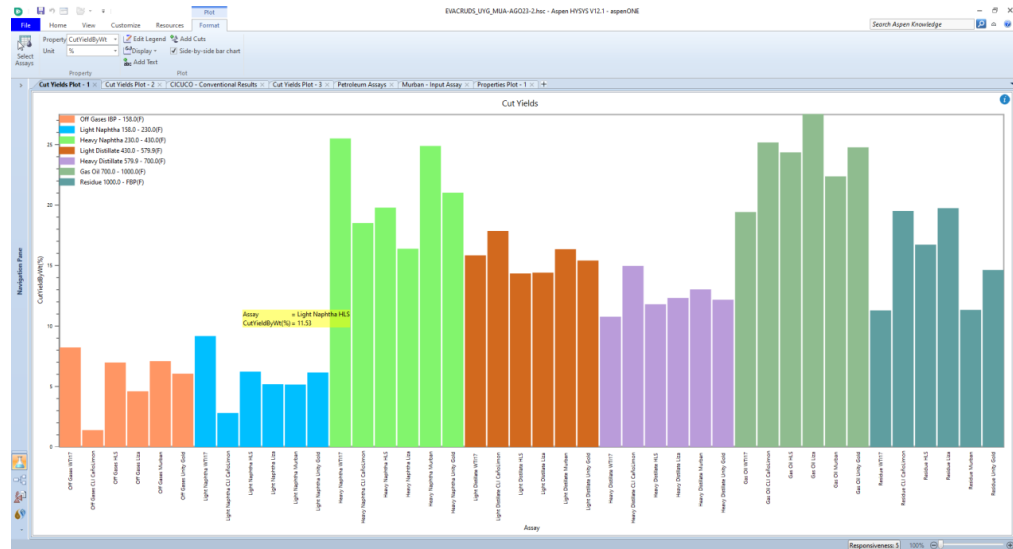 Plot
EVACRUDS_UYG_MUA-AGO23-2.hsc - Aspen HYSYS V12.1 - aspenONE
File Home View Customize Resources Format
Search Aspen Knowledge
Select Assays
Property CutYieldByWt
Unit %
Edit Legend
Display
Add Text
Add Cuts
Side-by-side bar chart
Property
Plot
Cut Yields Plot - 1 Cut Yields Plot - 2 CICUCO - Conventional Results Cut Yields Plot - 3 Petroleum Assays Murban - Input Assay Properties Plot - 1 +
Cut Yields
Off Gases IBP - 158.0(F)
Light Naphtha 158.0 - 230.0(F)
Heavy Naphtha 230.0 - 430.0(F)
Light Distillate 430.0 - 579.9(F)
Heavy Distillate 579.9 - 700.0(F)
Gas Oil 700.0 - 1000.0(F)
Residue 1000.0 - FBP(F)
Navigation Pane
CutYieldByWt(%)
25
20
15
10
5
0
Assay = Light Naphtha HLS
CutYieldByWt(%) = 11.53
Off Gases WTI17
Off Gases CLI CañoLimon
Off Gases HLS
Off Gases Liza
Off Gases Murban
Off Gases Unity Gold
Light Naphtha WTI17
Light Naphtha CLI CañoLimon
Light Naphtha HLS
Light Naphtha Liza
Light Naphtha Murban
Light Naphtha Unity Gold
Heavy Naphtha WTI17
Heavy Naphtha CLI CañoLimon
Heavy Naphtha HLS
Heavy Naphtha Liza
Heavy Naphtha Murban
Heavy Naphtha Unity Gold
Light Distillate WTI17
Light Distillate CLI CañoLimon
Light Distillate HLS
Light Distillate Liza
Light Distillate Murban
Light Distillate Unity Gold
Heavy Distillate WTI17
Heavy Distillate CLI CañoLimon
Heavy Distillate HLS
Heavy Distillate Liza
Heavy Distillate Murban
Heavy Distillate Unity Gold
Gas Oil WTI17
Gas Oil CLI CañoLimon
Gas Oil HLS
Gas Oil Liza
Gas Oil Murban
Gas Oil Unity Gold
Residue WTI17
Residue CLI CañoLimon
Residue HLS
Residue Liza
Residue Murban
Residue Unity Gold
Assay
Responsiveness: 5 100%